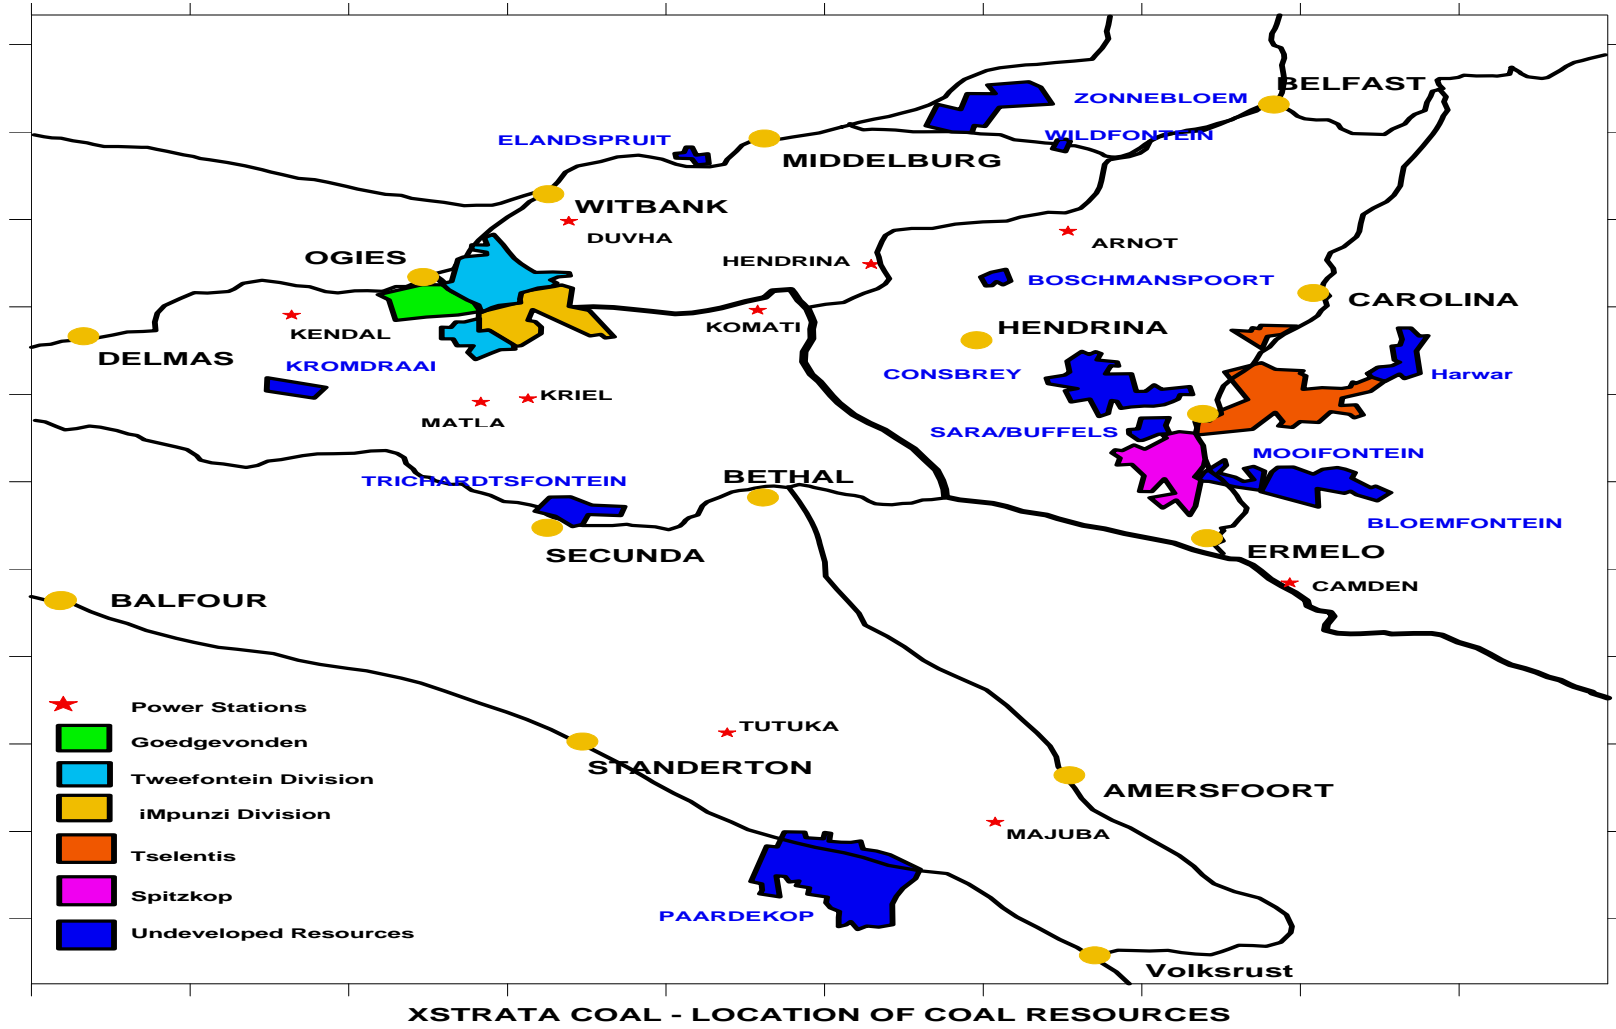 BELFAST
ZONNEBLOEM
WILDFONTEIN
ELANDSPRUIT
MIDDELBURG
WITBANK
DUVHA
ARNOT
OGIES
HENDRINA
BOSCHMANSPOORT
CAROLINA
KENDAL
KOMATI
HENDRINA
DELMAS
KROMDRAAI
CONSBREY
Harwar
KRIEL
MATLA
SARA/BUFFELS
MOOIFONTEIN
TRICHARDTSFONTEIN
BETHAL
BLOEMFONTEIN
SECUNDA
ERMELO
CAMDEN
BALFOUR
Power Stations
Goedgevonden
Tweefontein Division
iMpunzi Division
Tselentis
Spitzkop
Undeveloped Resources
TUTUKA
STANDERTON
AMERSFOORT
MAJUBA
PAARDEKOP
Volksrust
XSTRATA COAL - LOCATION OF COAL RESOURCES